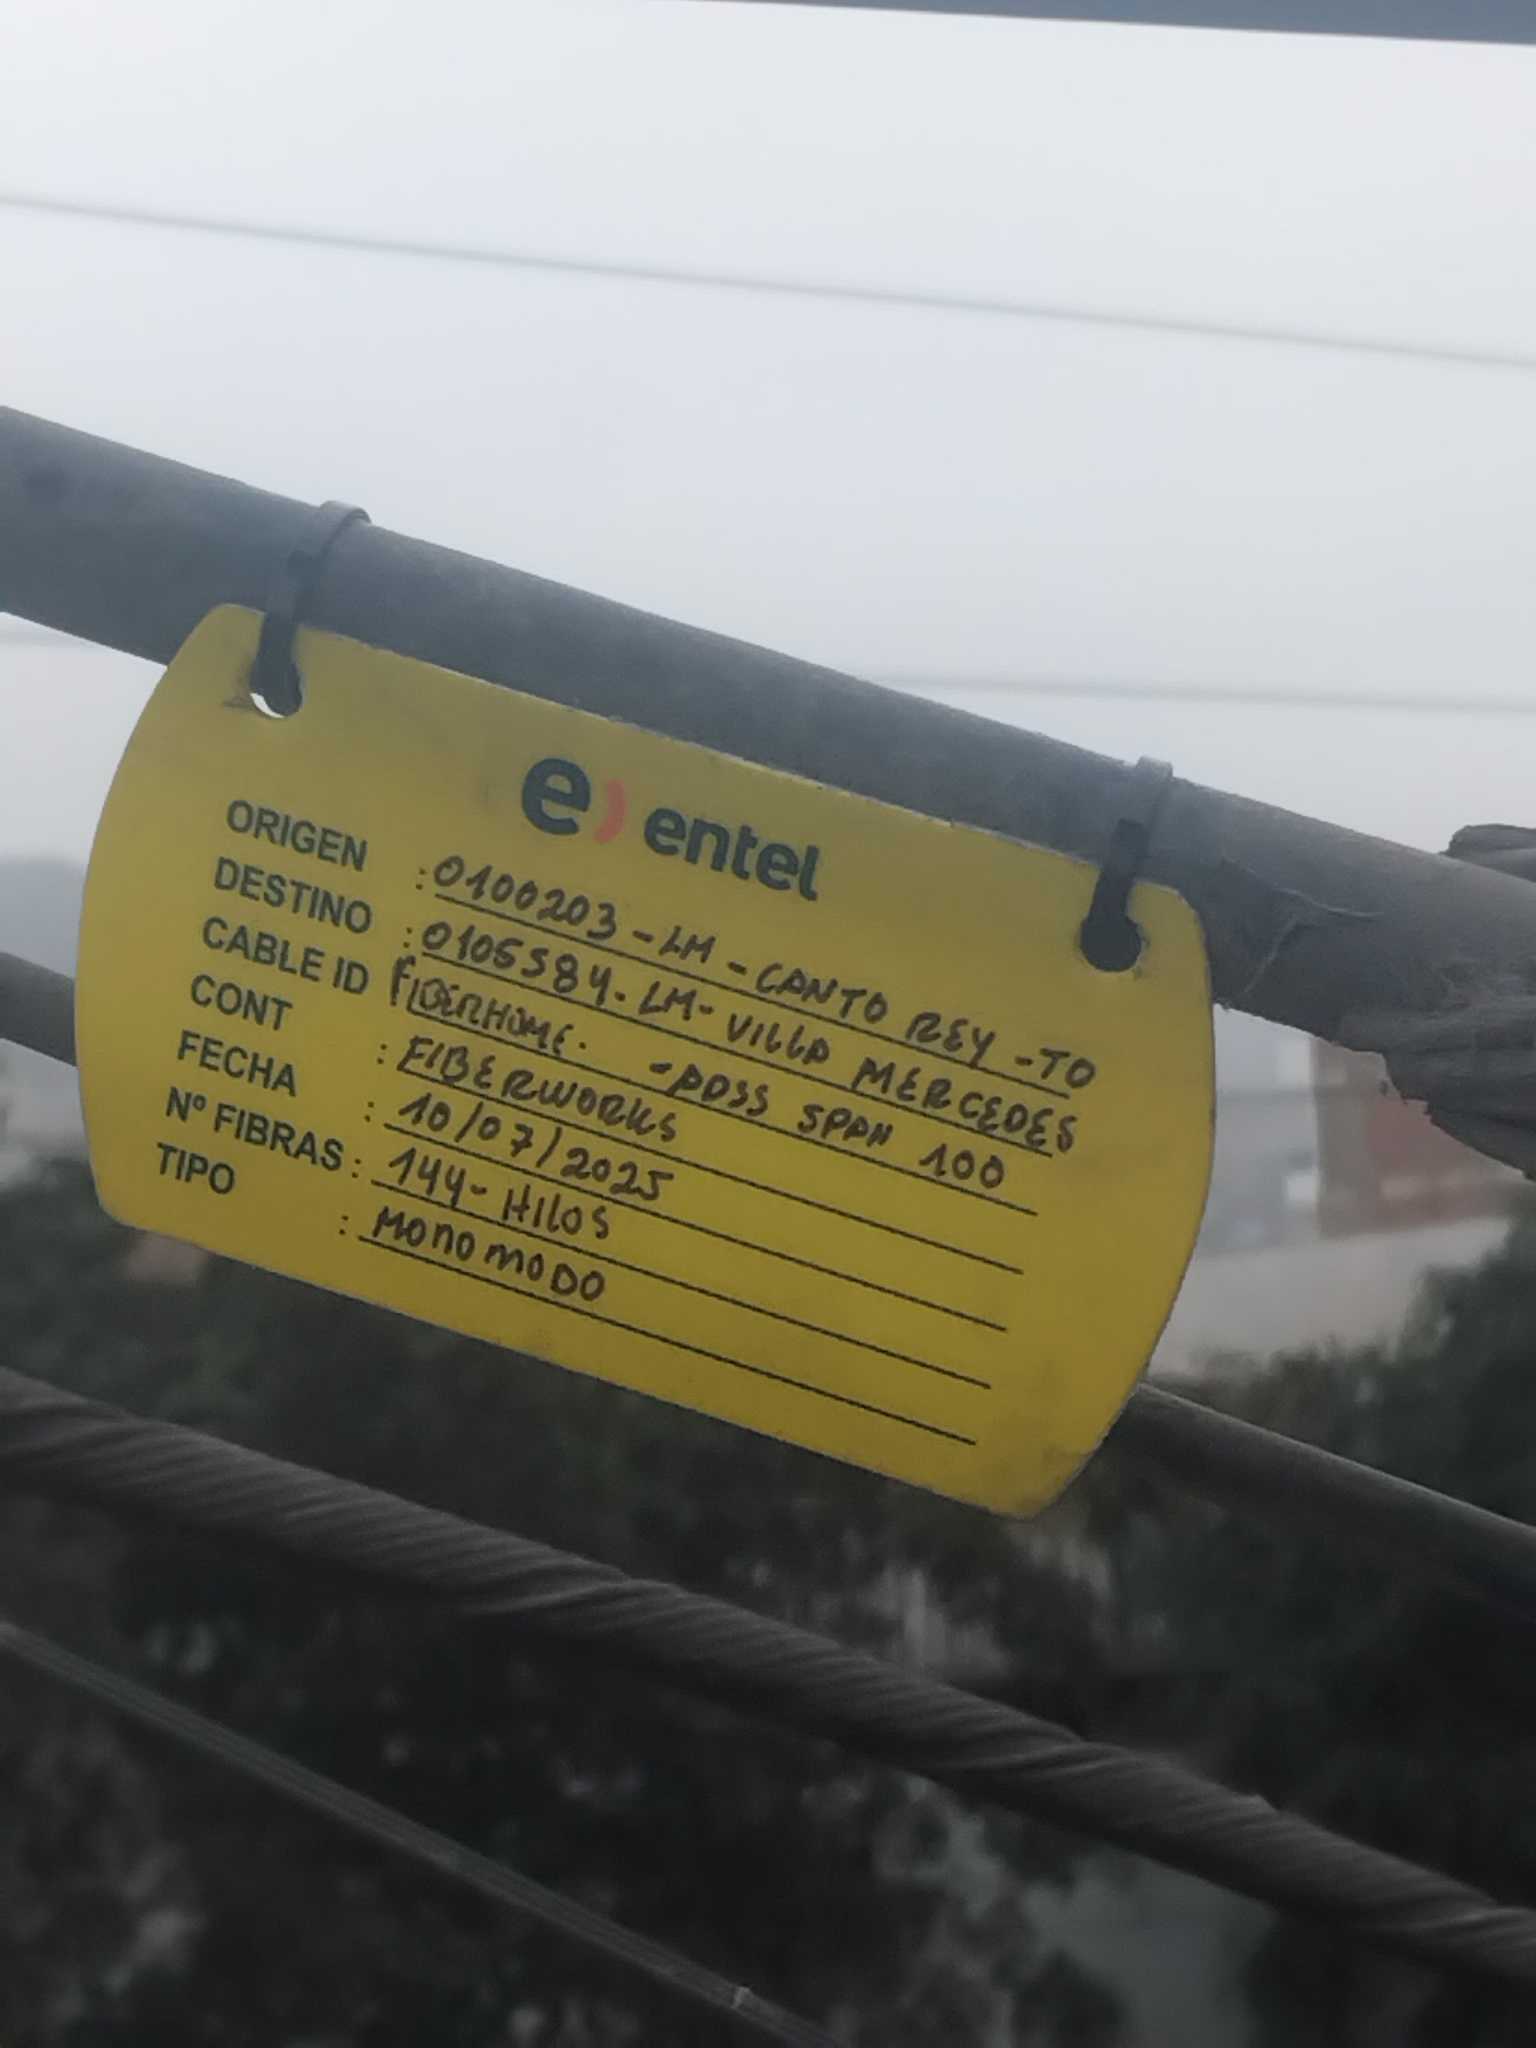 e) entel
ORIGEN : 0100203 - LM - CANTO REY - TO
DESTINO : 0105584 - LM - VILLA MERCEDES
CABLE ID FIBERHOME. - ADSS SPAN 100
CONT : FIBERWORKS
FECHA : 10/07/2025
Nº FIBRAS : 144 - HILOS
TIPO : MONOMODO